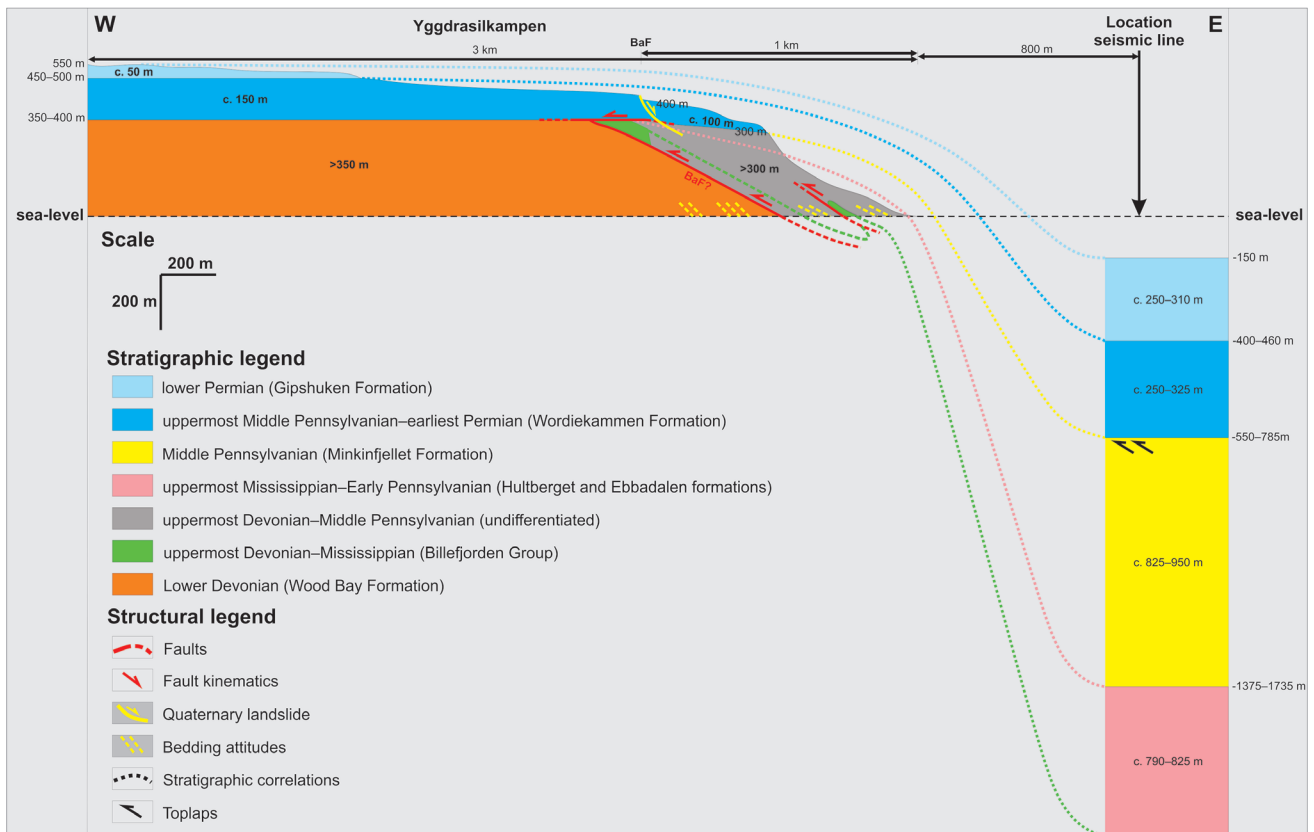 W
Yggdrasilkampen
Location
seismic line
E
3 km
BaF
1 km
800 m
550 m
c. 50 m
450–500 m
c. 150 m
400 m
c. 100 m
350–400 m
300 m
>350 m
>300 m
BaF?
sea-level
sea-level
Scale
200 m
200 m
-150 m
c. 250–310 m
-400–460 m
c. 250–325 m
-550–785m
c. 825–950 m
-1375–1735 m
c. 790–825 m
Stratigraphic legend
lower Permian (Gipshuken Formation)
uppermost Middle Pennsylvanian–earliest Permian (Wordiekammen Formation)
Middle Pennsylvanian (Minkinfjellet Formation)
uppermost Mississippian–Early Pennsylvanian (Hultberget and Ebbadalen formations)
uppermost Devonian–Middle Pennsylvanian (undifferentiated)
uppermost Devonian–Mississippian (Billefjorden Group)
Lower Devonian (Wood Bay Formation)
Structural legend
Faults
Fault kinematics
Quaternary landslide
Bedding attitudes
Stratigraphic correlations
Toplaps